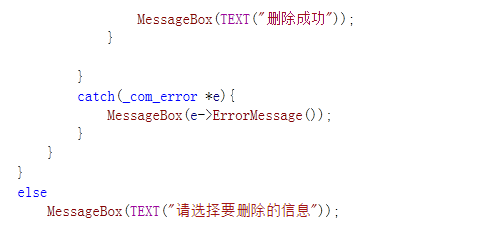 MessageBox(TEXT("删除成功"));
}
}
catch(_com_error *e){
MessageBox(e->ErrorMessage());
}
}
}
else
MessageBox(TEXT("请选择要删除的信息"));